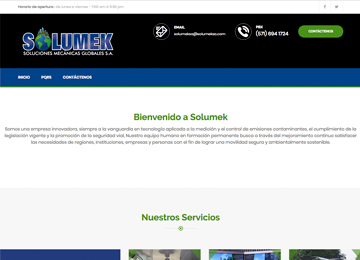 Horario de apertura: de lunes a viernes - 7:00 am a 5:00 pm
SOLUMEK
SOLUCIONES MECÁNICAS GLOBALES S.A.
EMAIL
solumeksa@solumeksa.com
PBX:
(571) 694 1724
CONTÁCTENOS
INICIO PQRS CONTÁCTENOS
Bienvenido a Solumek
Somos una empresa innovadora, siempre a la vanguardia en tecnología aplicada a la medición y el control de emisiones contaminantes, al cumplimiento de la
legislación vigente y la promoción de la seguridad vial. Nuestro equipo humano en formación permanente busca a través del mejoramiento continuo satisfacer
las necesidades de regiones, instituciones, empresas y personas con el fin de lograr una movilidad segura y ambientalmente sostenible.
Nuestros Servicios